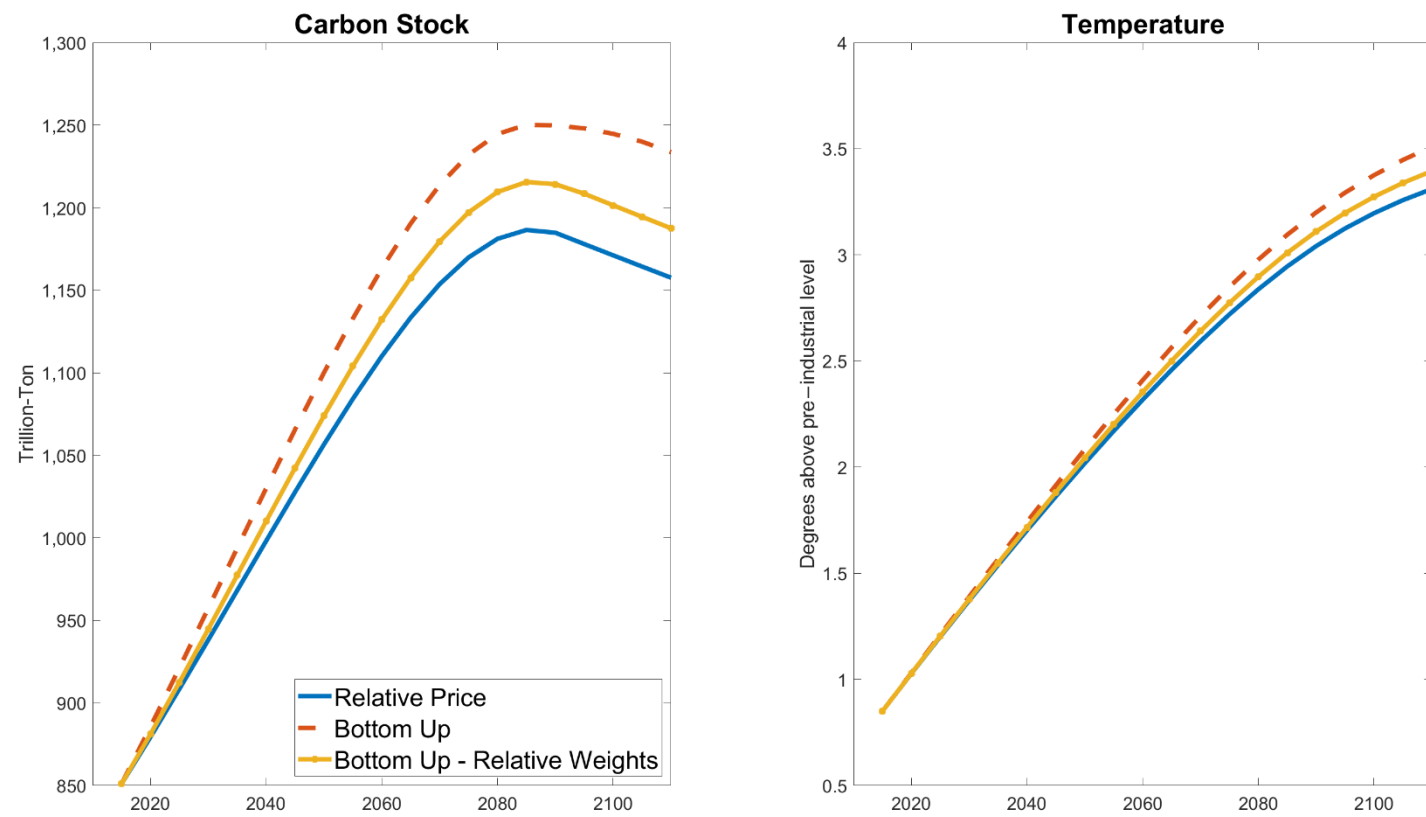 Carbon Stock
1,300
1,250
1,200
1,150
1,100
1,050
1,000
950
900
850
Trillion-Ton
2020 2040 2060 2080 2100
Relative Price
Bottom Up
Bottom Up - Relative Weights
Temperature
4
3.5
3
2.5
2
1.5
1
0.5
Degrees above pre−industrial level
2020 2040 2060 2080 2100